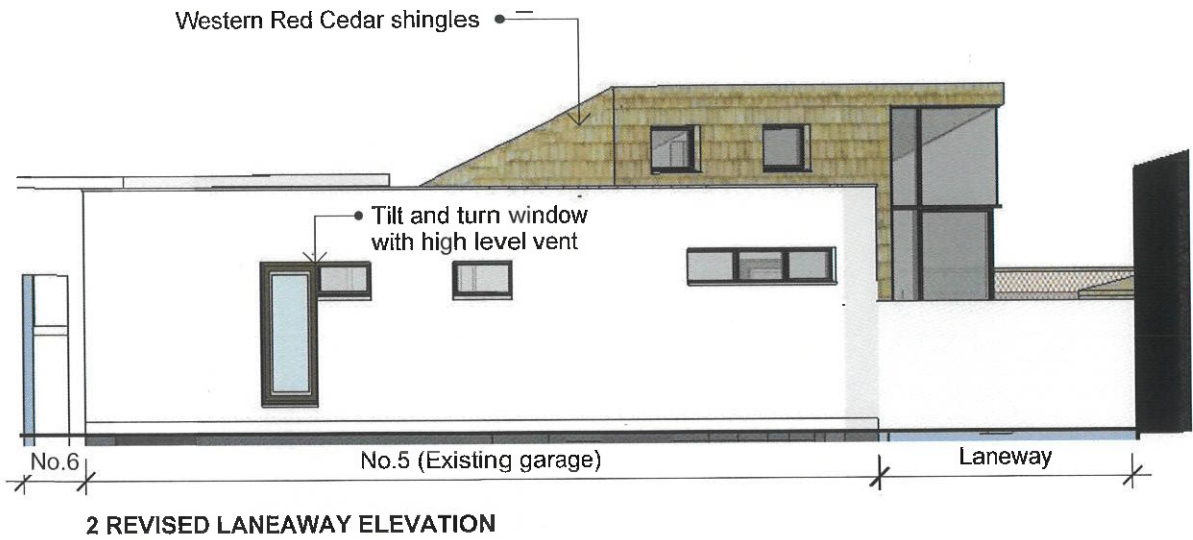 Western Red Cedar shingles
Tilt and turn window
with high level vent
No.6
No.5 (Existing garage)
Laneway
2 REVISED LANEAWAY ELEVATION